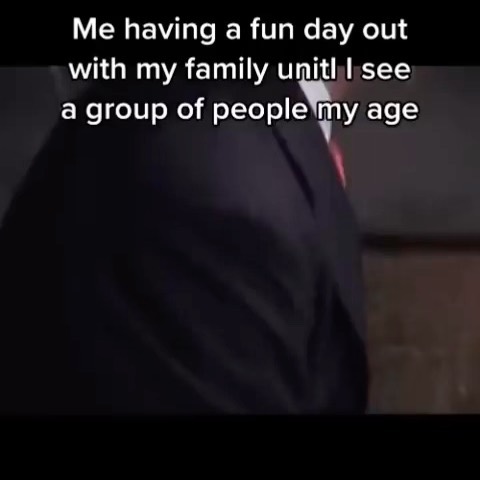 Me having a fun day out
with my family unitl I see
a group of people my age